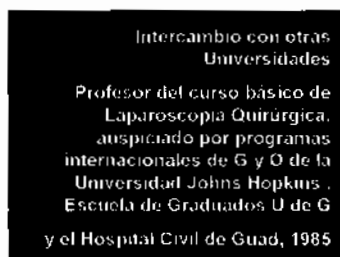 Intercambio con otras
Universidades
Profesor del curso básico de
Laparoscopia Quirúrgica,
auspiciado por programas
internacionales de G y O de la
Universidad Johns Hopkins .
Escuela de Graduados U de G
y el Hospital Civil de Guad, 1985